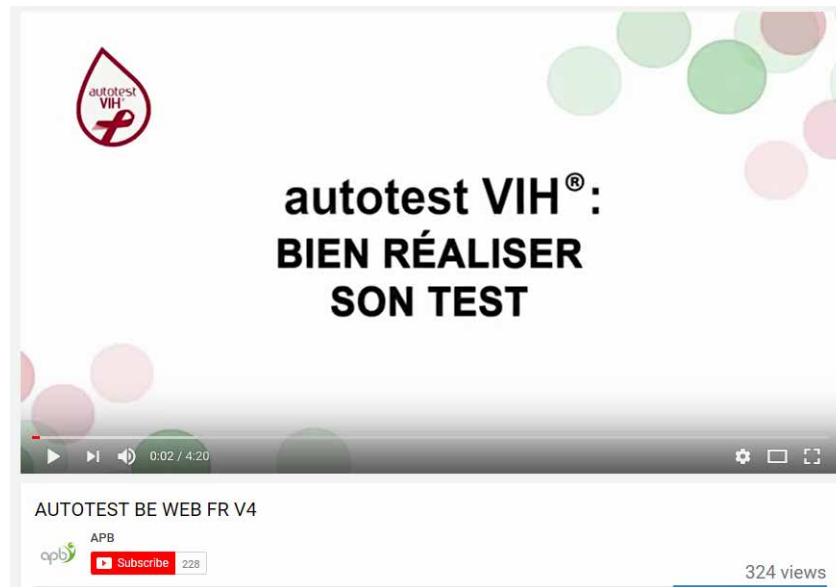 autotest
VIH®
autotest VIH®:
BIEN RÉALISER
SON TEST
0:02 / 4:20
AUTOTEST BE WEB FR V4
apb
APB
Subscribe 228
324 views